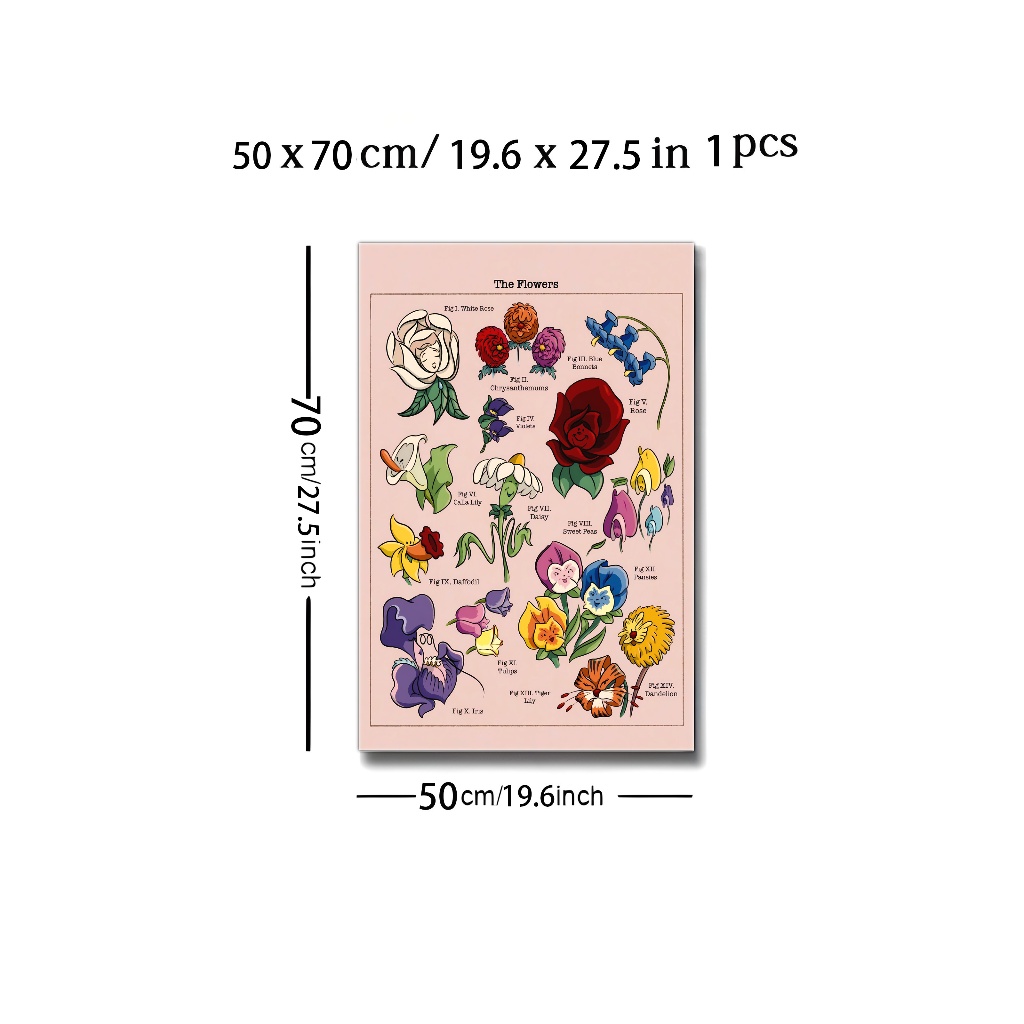 50 x 70 cm/ 19.6 x 27.5 in 1 pcs
70cm/27.5inch
The Flowers
Fig I. White Rose
Fig II.
Chrysanthemums
Fig III. Blue
Bonnets
Fig IV.
Violets
Fig V.
Rose
Fig VI.
Calla Lily
Fig VII.
Daisy
Fig VIII.
Sweet Peas
Fig IX. Daffodil
Fig XII.
Pansies
Fig XI.
Tulips
Fig X. Iris
Fig XIII. Tiger
Lily
Fig XIV.
Dandelion
50cm/19.6inch